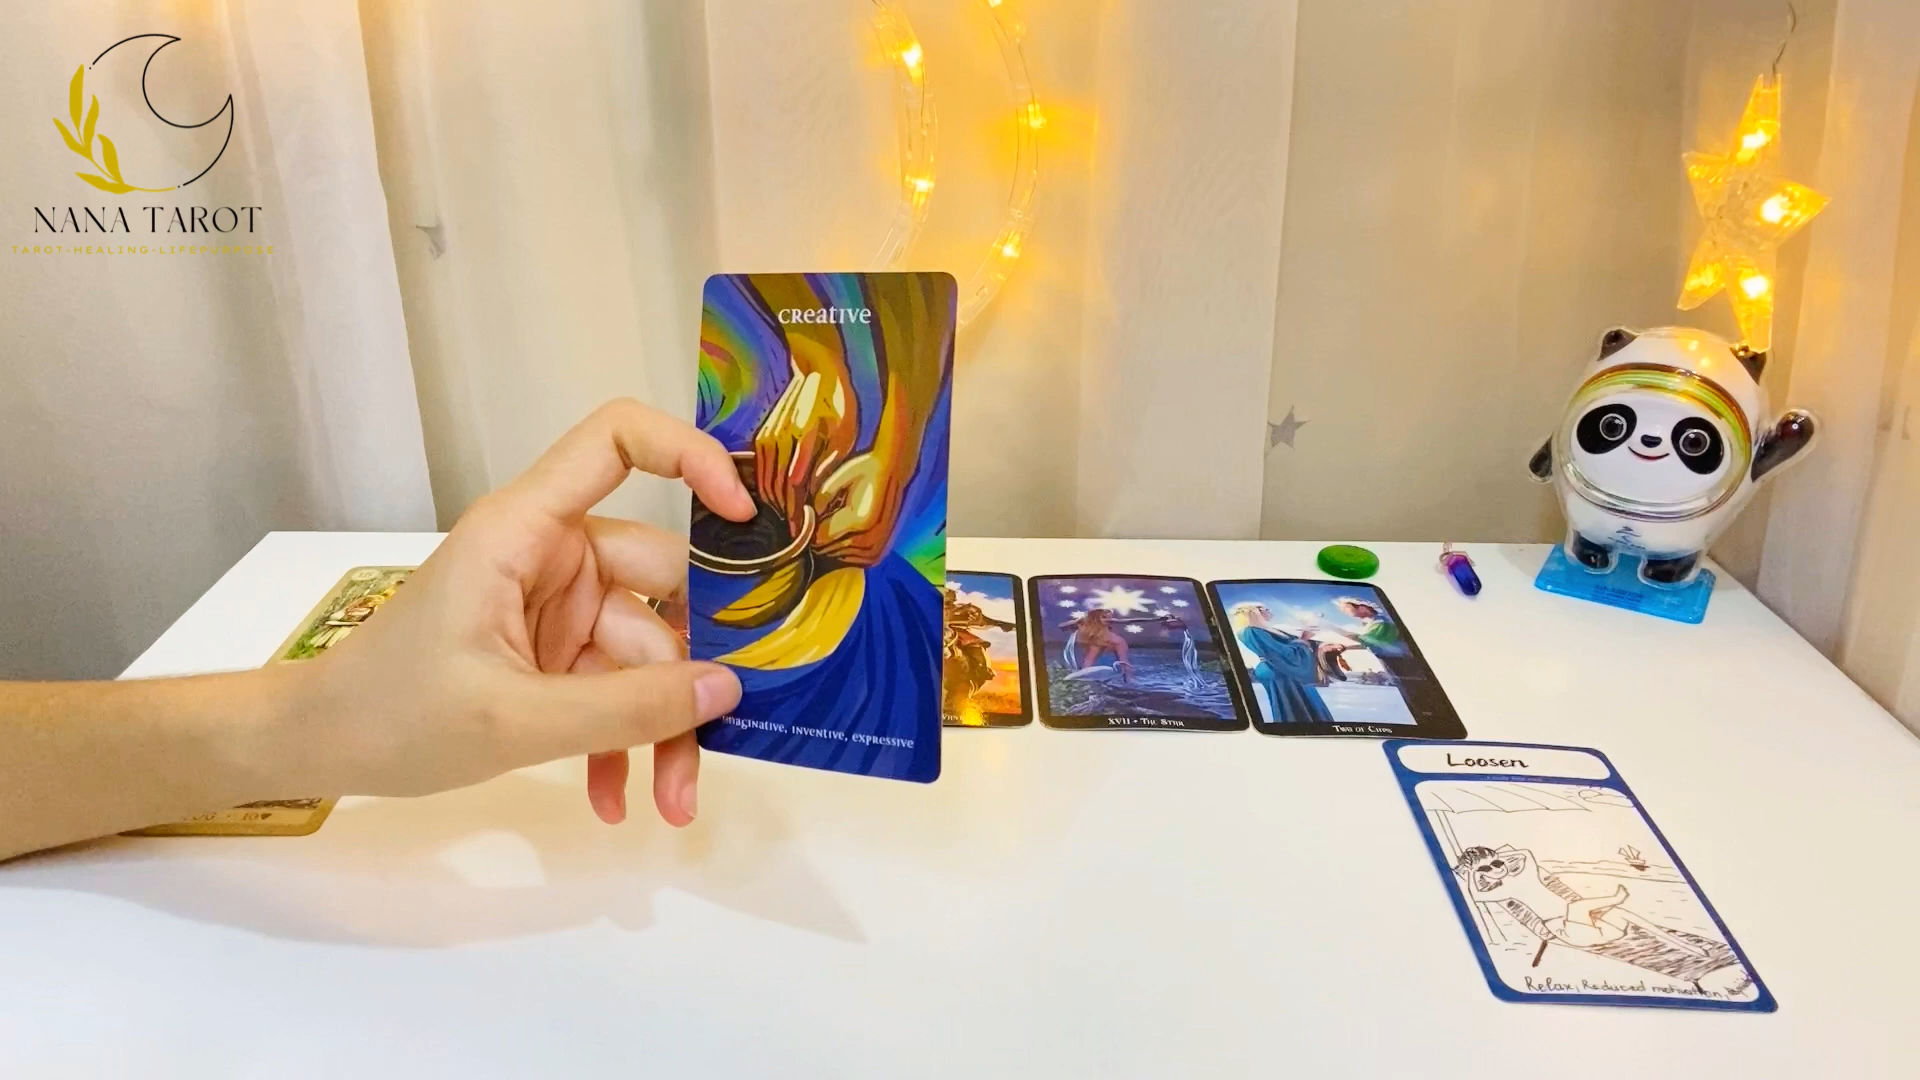 NANA TAROT
TAROT-HEALING-LIFEPURPOSE
CReative
imaginative, inventive, expressive
XVII • The Star
Two of Cups
Loosen
Relax, Reduced motivation,